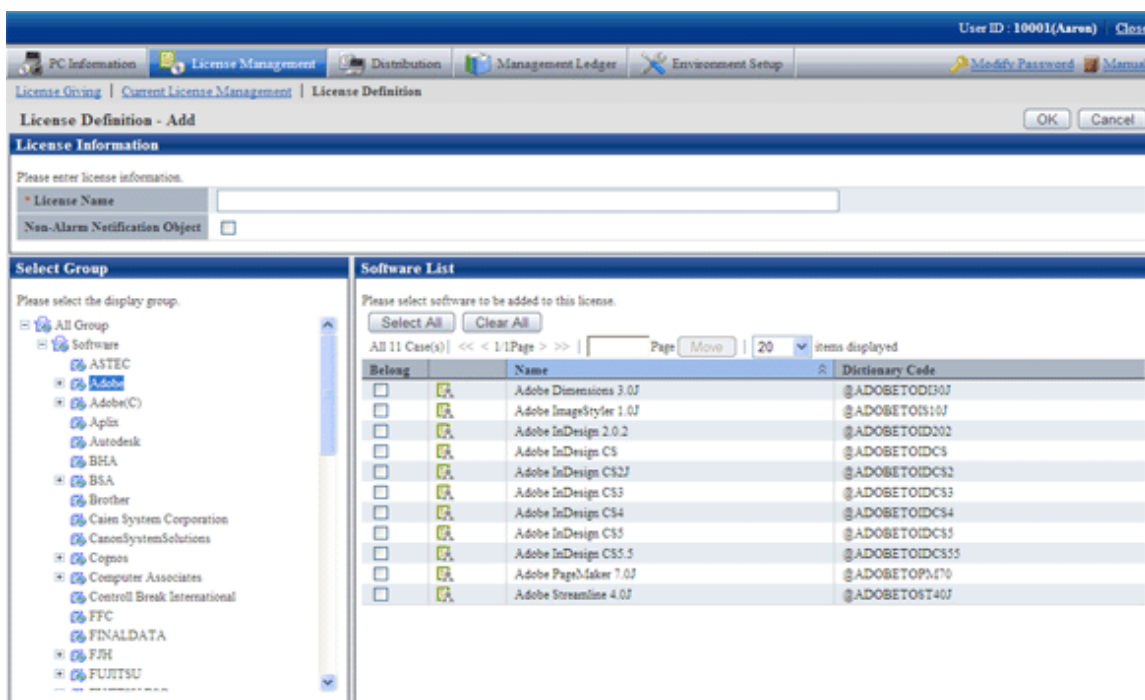 User ID : 10001(Aaron) Close
PC Information License Management Distribution Management Ledger Environment Setup Modify Password Manual
License Giving | Current License Management | License Definition
License Definition - Add OK Cancel
License Information
Please enter license information.
* License Name
Non-Alarm Notification Object
Select Group
Please select the display group.
All Group
Software
ASTEC
Adobe
Adobe(C)
Aplix
Autodesk
BHA
BSA
Brother
Caien System Corporation
CanonSystemSolutions
Cognos
Computer Associates
Controll Break International
FFC
FINALDATA
FJH
FUJITSU
Software List
Please select software to be added to this license.
Select All Clear All
All 11 Case(s)| << < 1/1Page > >> | Page Move | 20 items displayed
Belong Name Dictionary Code
Adobe Dimensions 3.0J @ADOBETODI30J
Adobe ImageStyler 1.0J @ADOBETOIS10J
Adobe InDesign 2.0.2 @ADOBETOID202
Adobe InDesign CS @ADOBETOIDCS
Adobe InDesign CS2J @ADOBETOIDCS2
Adobe InDesign CS3 @ADOBETOIDCS3
Adobe InDesign CS4 @ADOBETOIDCS4
Adobe InDesign CS5 @ADOBETOIDCS5
Adobe InDesign CS5.5 @ADOBETOIDCS55
Adobe PageMaker 7.0J @ADOBETOPM70
Adobe Streamline 4.0J @ADOBETOST40J